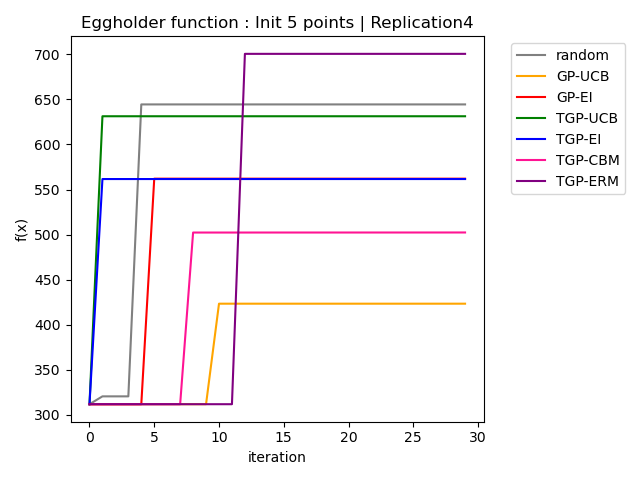 Eggholder function : Init 5 points | Replication4
f(x)
700
650
600
550
500
450
400
350
300
0
5
10
15
20
25
30
iteration
random
GP-UCB
GP-EI
TGP-UCB
TGP-EI
TGP-CBM
TGP-ERM